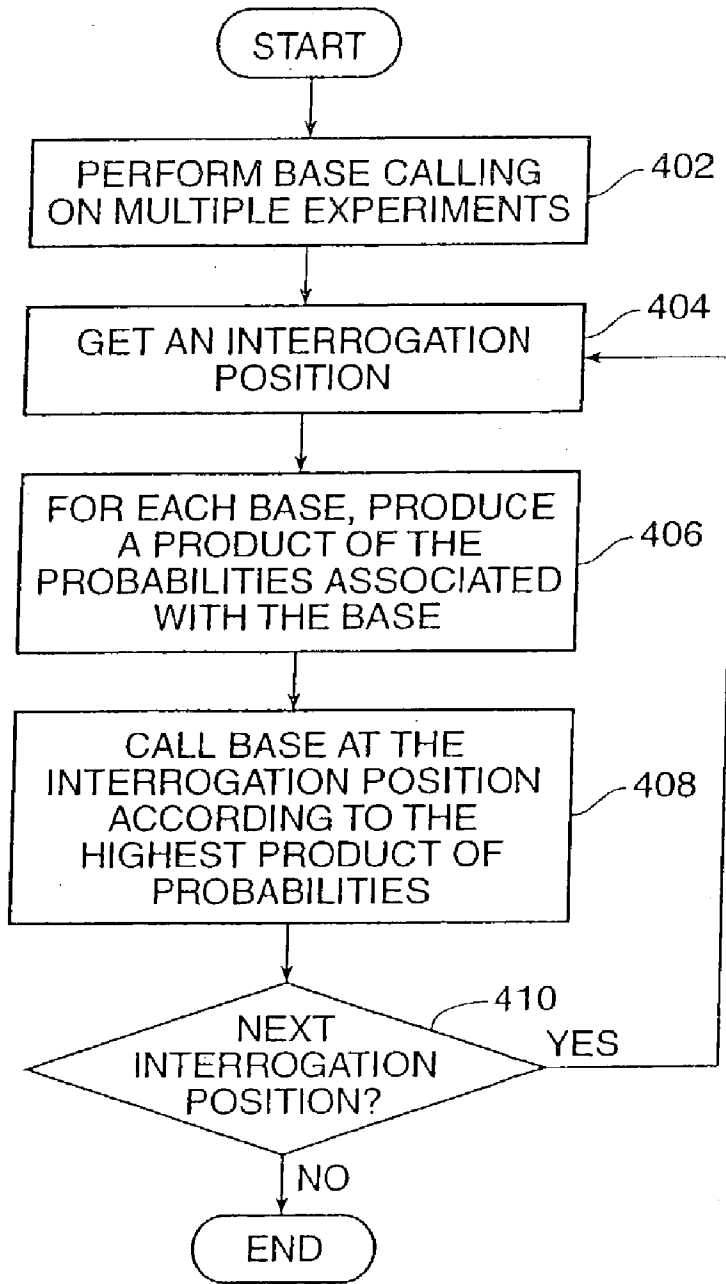 START
PERFORM BASE CALLING
ON MULTIPLE EXPERIMENTS
402
GET AN INTERROGATION
POSITION
404
FOR EACH BASE, PRODUCE
A PRODUCT OF THE
PROBABILITIES ASSOCIATED
WITH THE BASE
406
CALL BASE AT THE
INTERROGATION POSITION
ACCORDING TO THE
HIGHEST PRODUCT OF
PROBABILITIES
408
NEXT
INTERROGATION
POSITION?
410
YES
NO
END